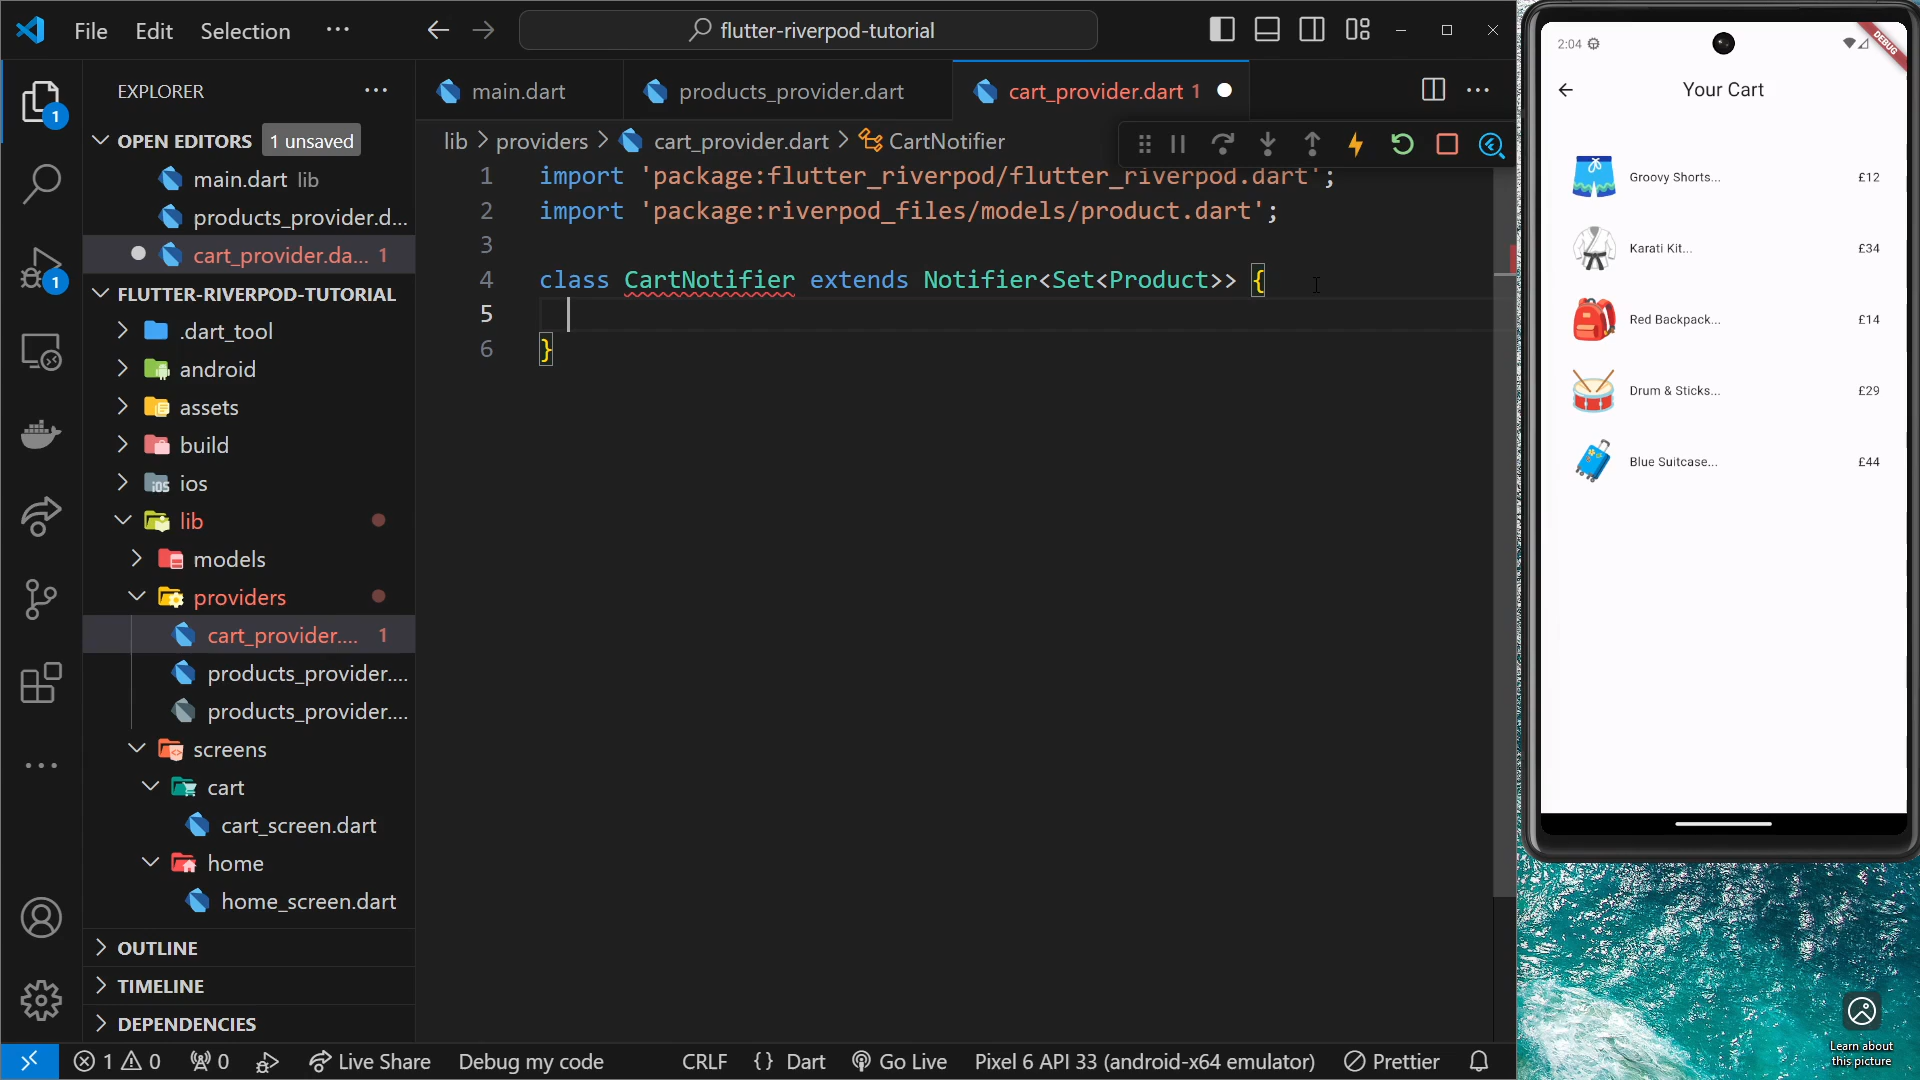 File Edit Selection ···
flutter-riverpod-tutorial
EXPLORER
1
OPEN EDITORS 1 unsaved
main.dart lib
products_provider.d...
cart_provider.da... 1
1
FLUTTER-RIVERPOD-TUTORIAL
.dart_tool
android
assets
build
ios
lib
models
providers
cart_provider.... 1
products_provider....
products_provider....
screens
cart
cart_screen.dart
home
home_screen.dart
OUTLINE
TIMELINE
DEPENDENCIES
main.dart products_provider.dart cart_provider.dart 1
lib > providers > cart_provider.dart > CartNotifier
1 import 'package:flutter_riverpod/flutter_riverpod.dart';
2 import 'package:riverpod_files/models/product.dart';
3
4 class CartNotifier extends Notifier<Set<Product>> {
5
6 }
1 0 0 Live Share Debug my code CRLF {} Dart Go Live Pixel 6 API 33 (android-x64 emulator) Prettier
2:04
DEBUG
Your Cart
Groovy Shorts... £12
Karati Kit... £34
Red Backpack... £14
Drum & Sticks... £29
Blue Suitcase... £44
Learn about
this picture